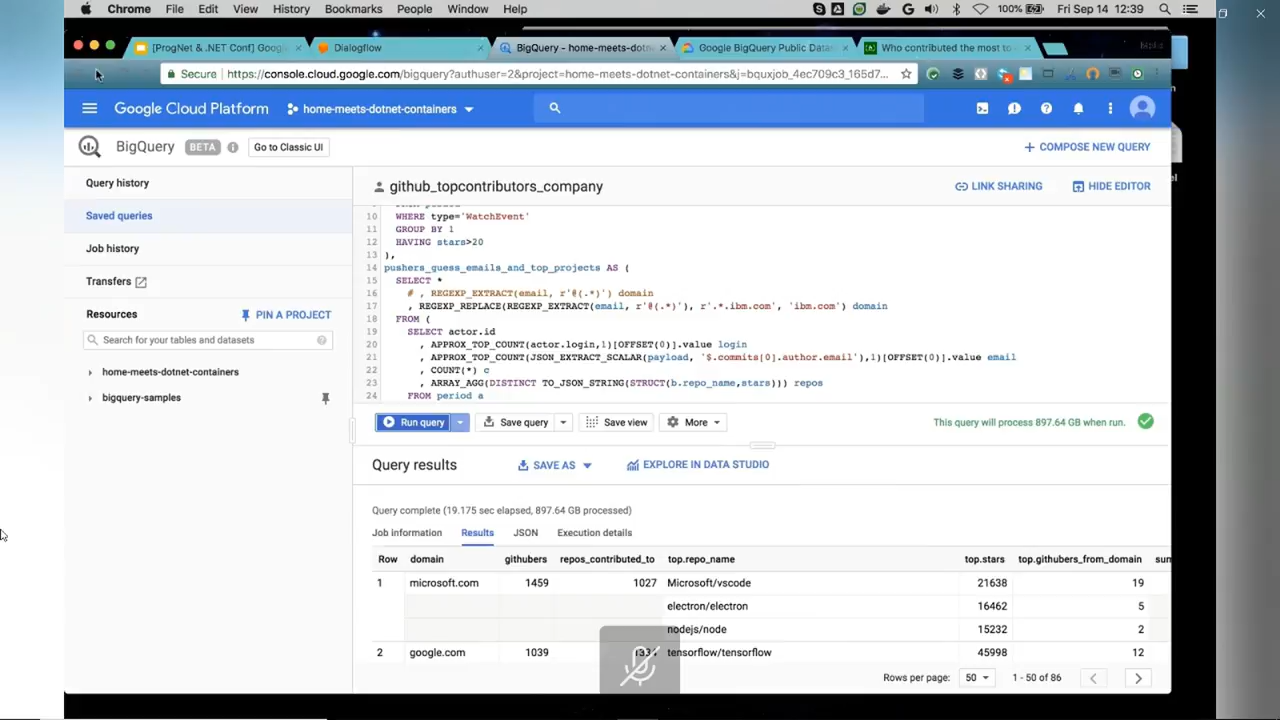 Chrome File Edit View History Bookmarks People Window Help 100% Fri Sep 14 12:39
[ProgNet & .NET Conf] Googl
Dialogflow
BigQuery - home-meets-dotne
Google BigQuery Public Datas
Who contributed the most to
Secure https://console.cloud.google.com/bigquery?authuser=2&project=home-meets-dotnet-containers&j=bquxjob_4ec709c3_165d7...
Google Cloud Platform home-meets-dotnet-containers
BigQuery BETA Go to Classic UI
COMPOSE NEW QUERY
Query history
Saved queries
Job history
Transfers
Resources PIN A PROJECT
Search for your tables and datasets
home-meets-dotnet-containers
bigquery-samples
github_topcontributors_company LINK SHARING HIDE EDITOR
10 WHERE type='WatchEvent'
11 GROUP BY 1
12 HAVING stars>20
13 ),
14 pushers_guess_emails_and_top_projects AS (
15 SELECT *
16 # , REGEXP_EXTRACT(email, r'@(.*)') domain
17 , REGEXP_REPLACE(REGEXP_EXTRACT(email, r'@(.*)'), r'.*.ibm.com', 'ibm.com') domain
18 FROM (
19 SELECT actor.id
20 , APPROX_TOP_COUNT(actor.login,1)[OFFSET(0)].value login
21 , APPROX_TOP_COUNT(JSON_EXTRACT_SCALAR(payload, '$.commits[0].author.email'),1)[OFFSET(0)].value email
22 , COUNT(*) c
23 , ARRAY_AGG(DISTINCT TO_JSON_STRING(STRUCT(b.repo_name,stars))) repos
24 FROM period a
Run query Save query Save view More This query will process 897.64 GB when run.
Query results SAVE AS EXPLORE IN DATA STUDIO
Query complete (19.175 sec elapsed, 897.64 GB processed)
Job information Results JSON Execution details
Row domain githubers repos_contributed_to top.repo_name top.stars top.githubers_from_domain sum
1 microsoft.com 1459 1027 Microsoft/vscode 21638 19
electron/electron 16462 5
nodejs/node 15232 2
2 google.com 1039 tensorflow/tensorflow 45998 12
Rows per page: 50 1 - 50 of 86